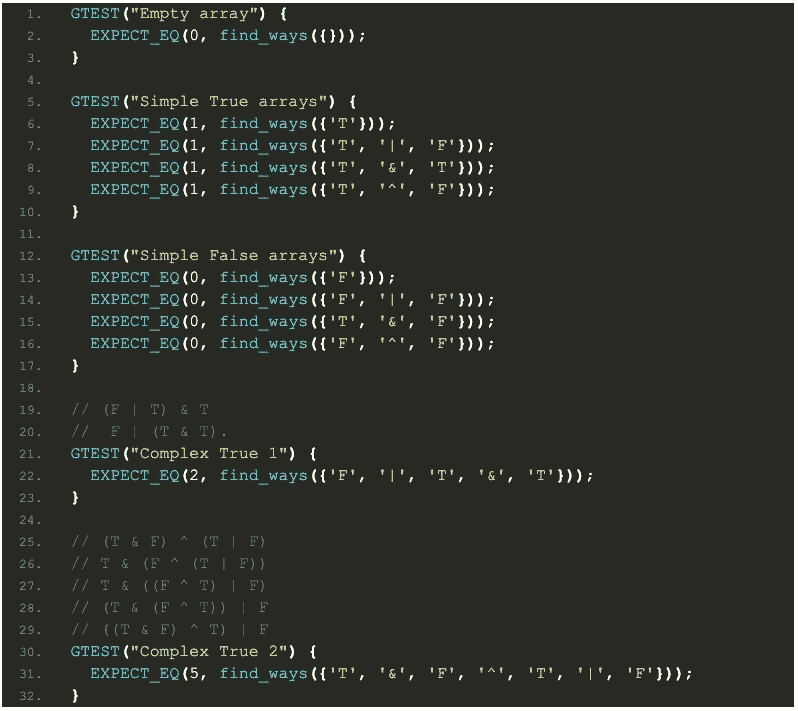 1. GTEST("Empty array") {
2. EXPECT_EQ(0, find_ways({}));
3. }
4.
5. GTEST("Simple True arrays") {
6. EXPECT_EQ(1, find_ways({'T'}));
7. EXPECT_EQ(1, find_ways({'T', '|', 'F'}));
8. EXPECT_EQ(1, find_ways({'T', '&', 'T'}));
9. EXPECT_EQ(1, find_ways({'T', '^', 'F'}));
10. }
11.
12. GTEST("Simple False arrays") {
13. EXPECT_EQ(0, find_ways({'F'}));
14. EXPECT_EQ(0, find_ways({'F', '|', 'F'}));
15. EXPECT_EQ(0, find_ways({'T', '&', 'F'}));
16. EXPECT_EQ(0, find_ways({'F', '^', 'F'}));
17. }
18.
19. // (F | T) & T
20. // F | (T & T).
21. GTEST("Complex True 1") {
22. EXPECT_EQ(2, find_ways({'F', '|', 'T', '&', 'T'}));
23. }
24.
25. // (T & F) ^ (T | F)
26. // T & (F ^ (T | F))
27. // T & ((F ^ T) | F)
28. // (T & (F ^ T)) | F
29. // ((T & F) ^ T) | F
30. GTEST("Complex True 2") {
31. EXPECT_EQ(5, find_ways({'T', '&', 'F', '^', 'T', '|', 'F'}));
32. }